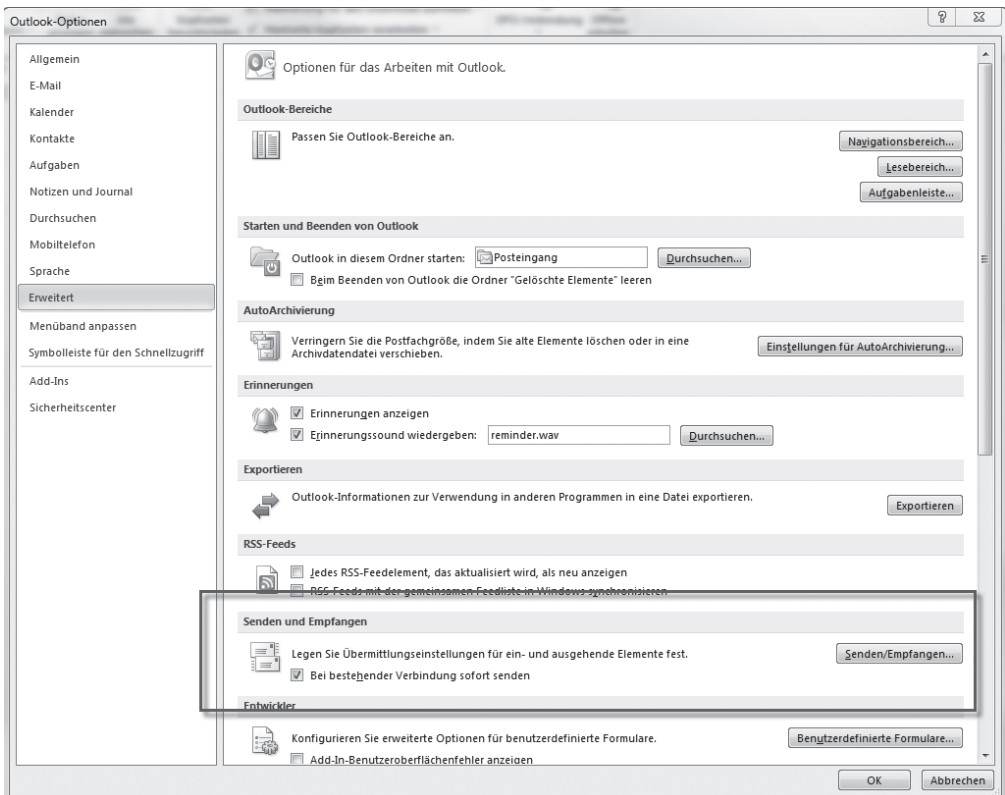 Outlook-Optionen
Allgemein
E-Mail
Kalender
Kontakte
Aufgaben
Notizen und Journal
Durchsuchen
Mobiltelefon
Sprache
Erweitert
Menüband anpassen
Symbolleiste für den Schnellzugriff
Add-Ins
Sicherheitscenter
Optionen für das Arbeiten mit Outlook.
Outlook-Bereiche
Passen Sie Outlook-Bereiche an.
Navigationsbereich...
Lesebereich...
Aufgabenleiste...
Starten und Beenden von Outlook
Outlook in diesem Ordner starten: Posteingang Durchsuchen...
Beim Beenden von Outlook die Ordner "Gelöschte Elemente" leeren
AutoArchivierung
Verringern Sie die Postfachgröße, indem Sie alte Elemente löschen oder in eine
Archivdatendatei verschieben.
Einstellungen für AutoArchivierung...
Erinnerungen
Erinnerungen anzeigen
Erinnerungssound wiedergeben: reminder.wav Durchsuchen...
Exportieren
Outlook-Informationen zur Verwendung in anderen Programmen in eine Datei exportieren.
Exportieren
RSS-Feeds
Jedes RSS-Feedelement, das aktualisiert wird, als neu anzeigen
RSS-Feeds mit der gemeinsamen Feedliste in Windows synchronisieren
Senden und Empfangen
Legen Sie Übermittlungseinstellungen für ein- und ausgehende Elemente fest. Senden/Empfangen...
Bei bestehender Verbindung sofort senden
Entwickler
Konfigurieren Sie erweiterte Optionen für benutzerdefinierte Formulare. Benutzerdefinierte Formulare...
Add-In-Benutzeroberflächenfehler anzeigen
OK Abbrechen